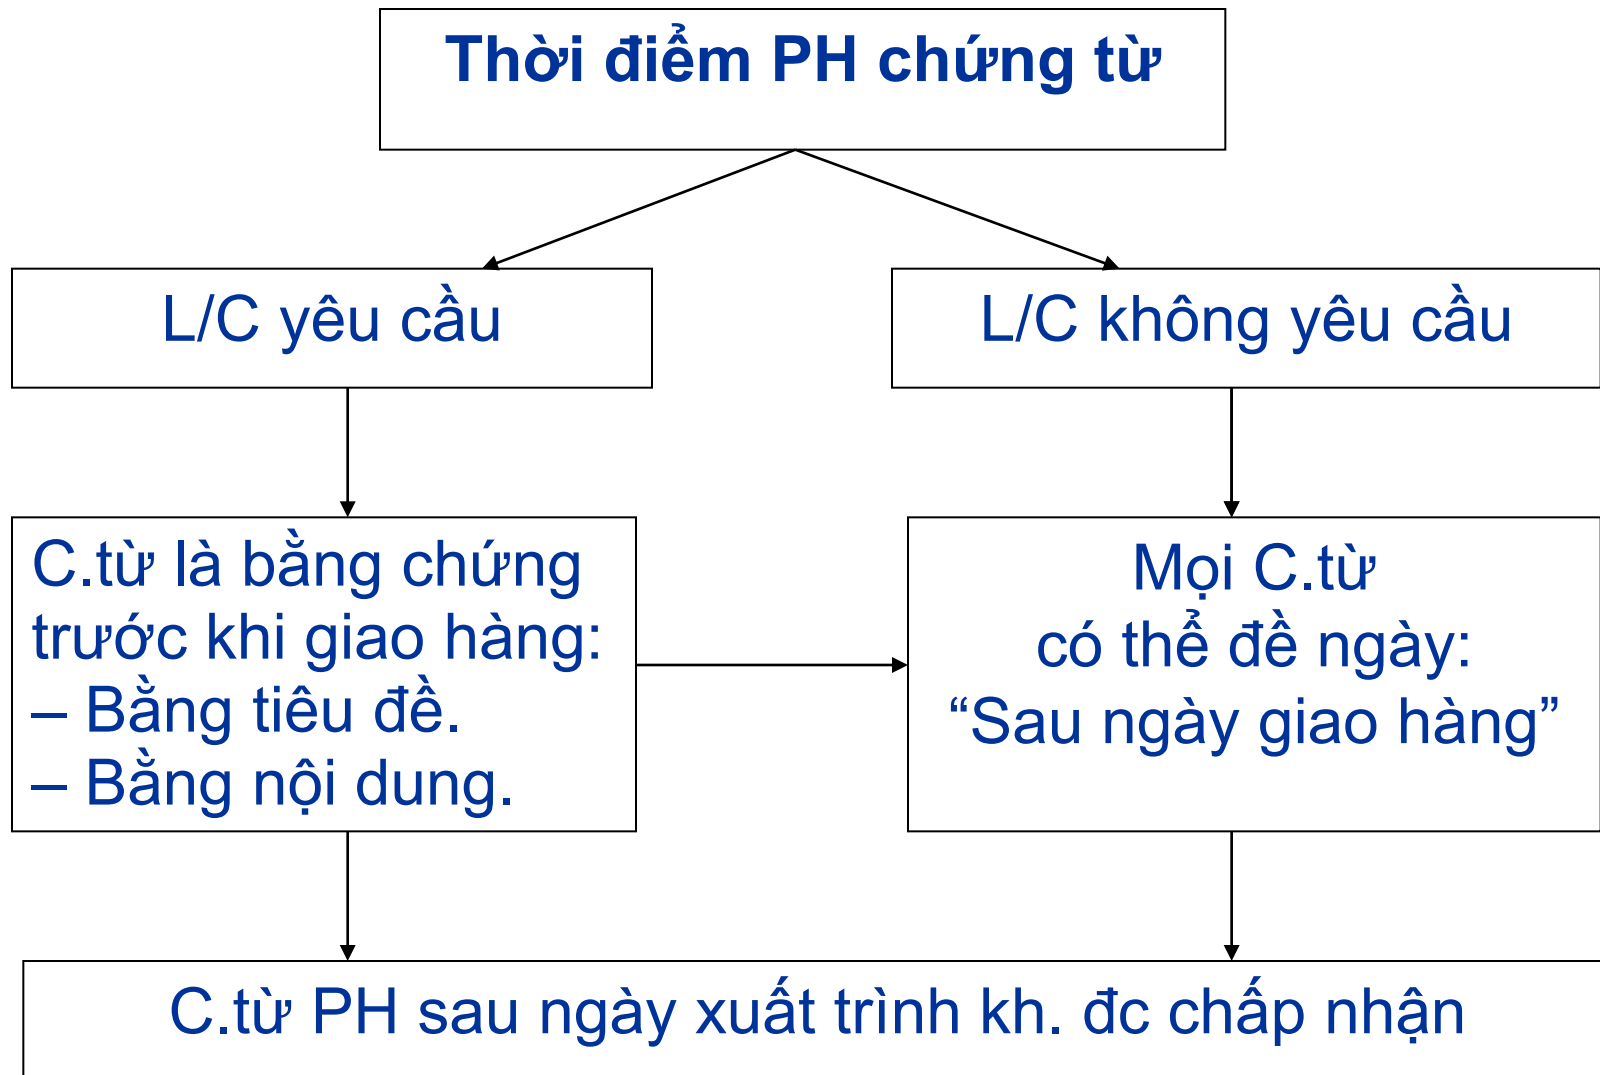 Thời điểm PH chứng từ
L/C yêu cầu
L/C không yêu cầu
C.từ là bằng chứng
trước khi giao hàng:
– Bằng tiêu đề.
– Bằng nội dung.
Mọi C.từ
có thể đề ngày:
“Sau ngày giao hàng”
C.từ PH sau ngày xuất trình kh. đc chấp nhận